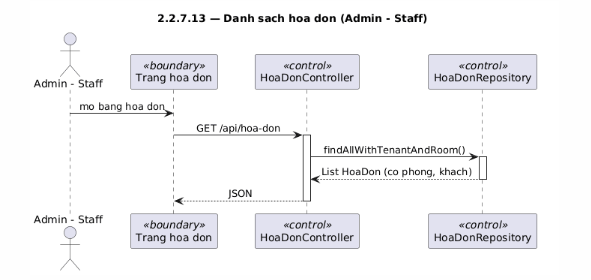 2.2.7.13 — Danh sach hoa don (Admin - Staff)
Admin - Staff
«boundary»
Trang hoa don
«control»
HoaDonController
«control»
HoaDonRepository
mo bang hoa don
GET /api/hoa-don
findAllWithTenantAndRoom()
List HoaDon (co phong, khach)
JSON
Admin - Staff
«boundary»
Trang hoa don
«control»
HoaDonController
«control»
HoaDonRepository